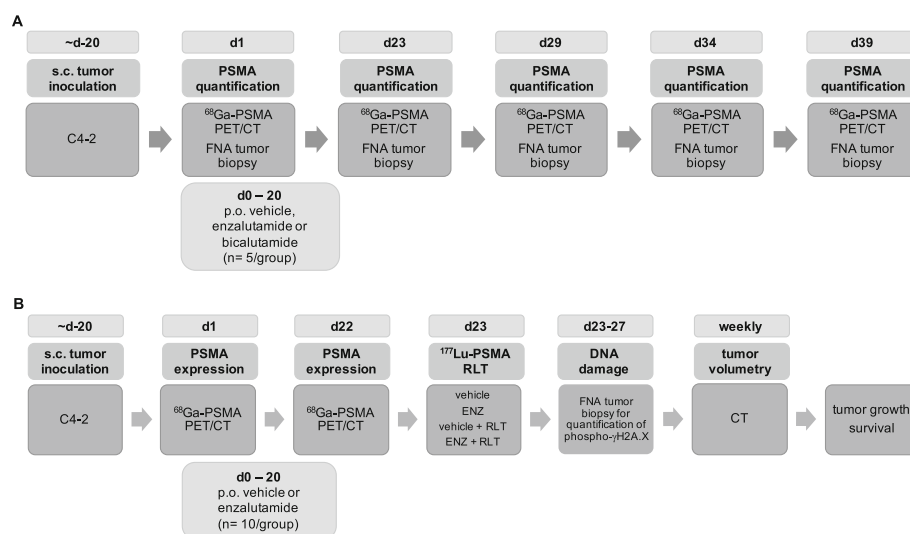 A
~d-20
d1
d23
d29
d34
d39
s.c. tumor
inoculation
PSMA
quantification
PSMA
quantification
PSMA
quantification
PSMA
quantification
PSMA
quantification
C4-2
⁶⁸Ga-PSMA
PET/CT
FNA tumor
biopsy
⁶⁸Ga-PSMA
PET/CT
FNA tumor
biopsy
⁶⁸Ga-PSMA
PET/CT
FNA tumor
biopsy
⁶⁸Ga-PSMA
PET/CT
FNA tumor
biopsy
⁶⁸Ga-PSMA
PET/CT
FNA tumor
biopsy
d0 – 20
p.o. vehicle,
enzalutamide or
bicalutamide
(n= 5/group)
B
~d-20
d1
d22
d23
d23-27
weekly
s.c. tumor
inoculation
PSMA
expression
PSMA
expression
¹⁷⁷Lu-PSMA
RLT
DNA
damage
tumor
volumetry
C4-2
⁶⁸Ga-PSMA
PET/CT
⁶⁸Ga-PSMA
PET/CT
vehicle
ENZ
vehicle + RLT
ENZ + RLT
FNA tumor
biopsy for
quantification of
phospho-γH2A.X
CT
tumor growth
survival
d0 – 20
p.o. vehicle or
enzalutamide
(n= 10/group)